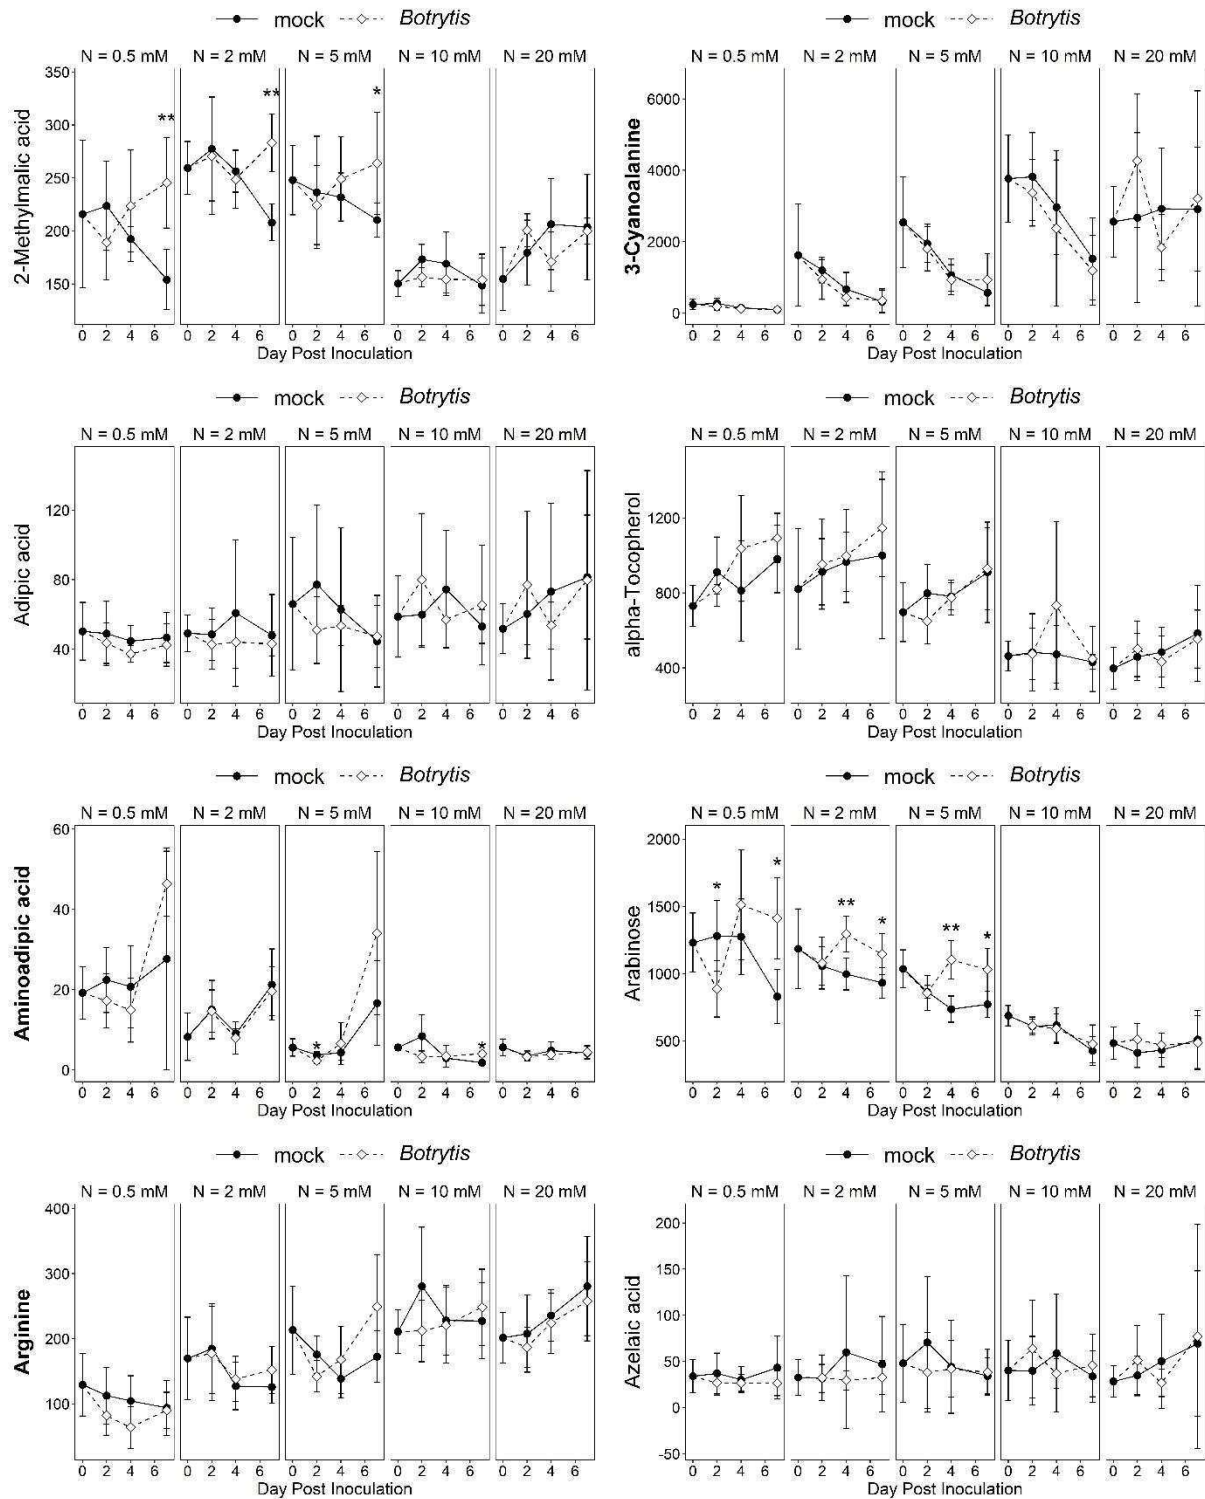 mock Botrytis
N = 0.5 mM N = 2 mM N = 5 mM N = 10 mM N = 20 mM
2-Methylmalic acid
350
300
250
200
150
**
**
*
0 2 4 6 0 2 4 6 0 2 4 6 0 2 4 6 0 2 4 6
Day Post Inoculation
mock Botrytis
N = 0.5 mM N = 2 mM N = 5 mM N = 10 mM N = 20 mM
3-Cyanoalanine
6000
4000
2000
0
0 2 4 6 0 2 4 6 0 2 4 6 0 2 4 6 0 2 4 6
Day Post Inoculation
mock Botrytis
N = 0.5 mM N = 2 mM N = 5 mM N = 10 mM N = 20 mM
Adipic acid
120
80
40
0 2 4 6 0 2 4 6 0 2 4 6 0 2 4 6 0 2 4 6
Day Post Inoculation
mock Botrytis
N = 0.5 mM N = 2 mM N = 5 mM N = 10 mM N = 20 mM
alpha-Tocopherol
1200
800
400
0 2 4 6 0 2 4 6 0 2 4 6 0 2 4 6 0 2 4 6
Day Post Inoculation
mock Botrytis
N = 0.5 mM N = 2 mM N = 5 mM N = 10 mM N = 20 mM
Aminoadipic acid
60
40
20
0
*
*
0 2 4 6 0 2 4 6 0 2 4 6 0 2 4 6 0 2 4 6
Day Post Inoculation
mock Botrytis
N = 0.5 mM N = 2 mM N = 5 mM N = 10 mM N = 20 mM
Arabinose
2000
1500
1000
500
* *
** *
** *
0 2 4 6 0 2 4 6 0 2 4 6 0 2 4 6 0 2 4 6
Day Post Inoculation
mock Botrytis
N = 0.5 mM N = 2 mM N = 5 mM N = 10 mM N = 20 mM
Arginine
400
300
200
100
0 2 4 6 0 2 4 6 0 2 4 6 0 2 4 6 0 2 4 6
Day Post Inoculation
mock Botrytis
N = 0.5 mM N = 2 mM N = 5 mM N = 10 mM N = 20 mM
Azelaic acid
200
150
100
50
0
-50
0 2 4 6 0 2 4 6 0 2 4 6 0 2 4 6 0 2 4 6
Day Post Inoculation